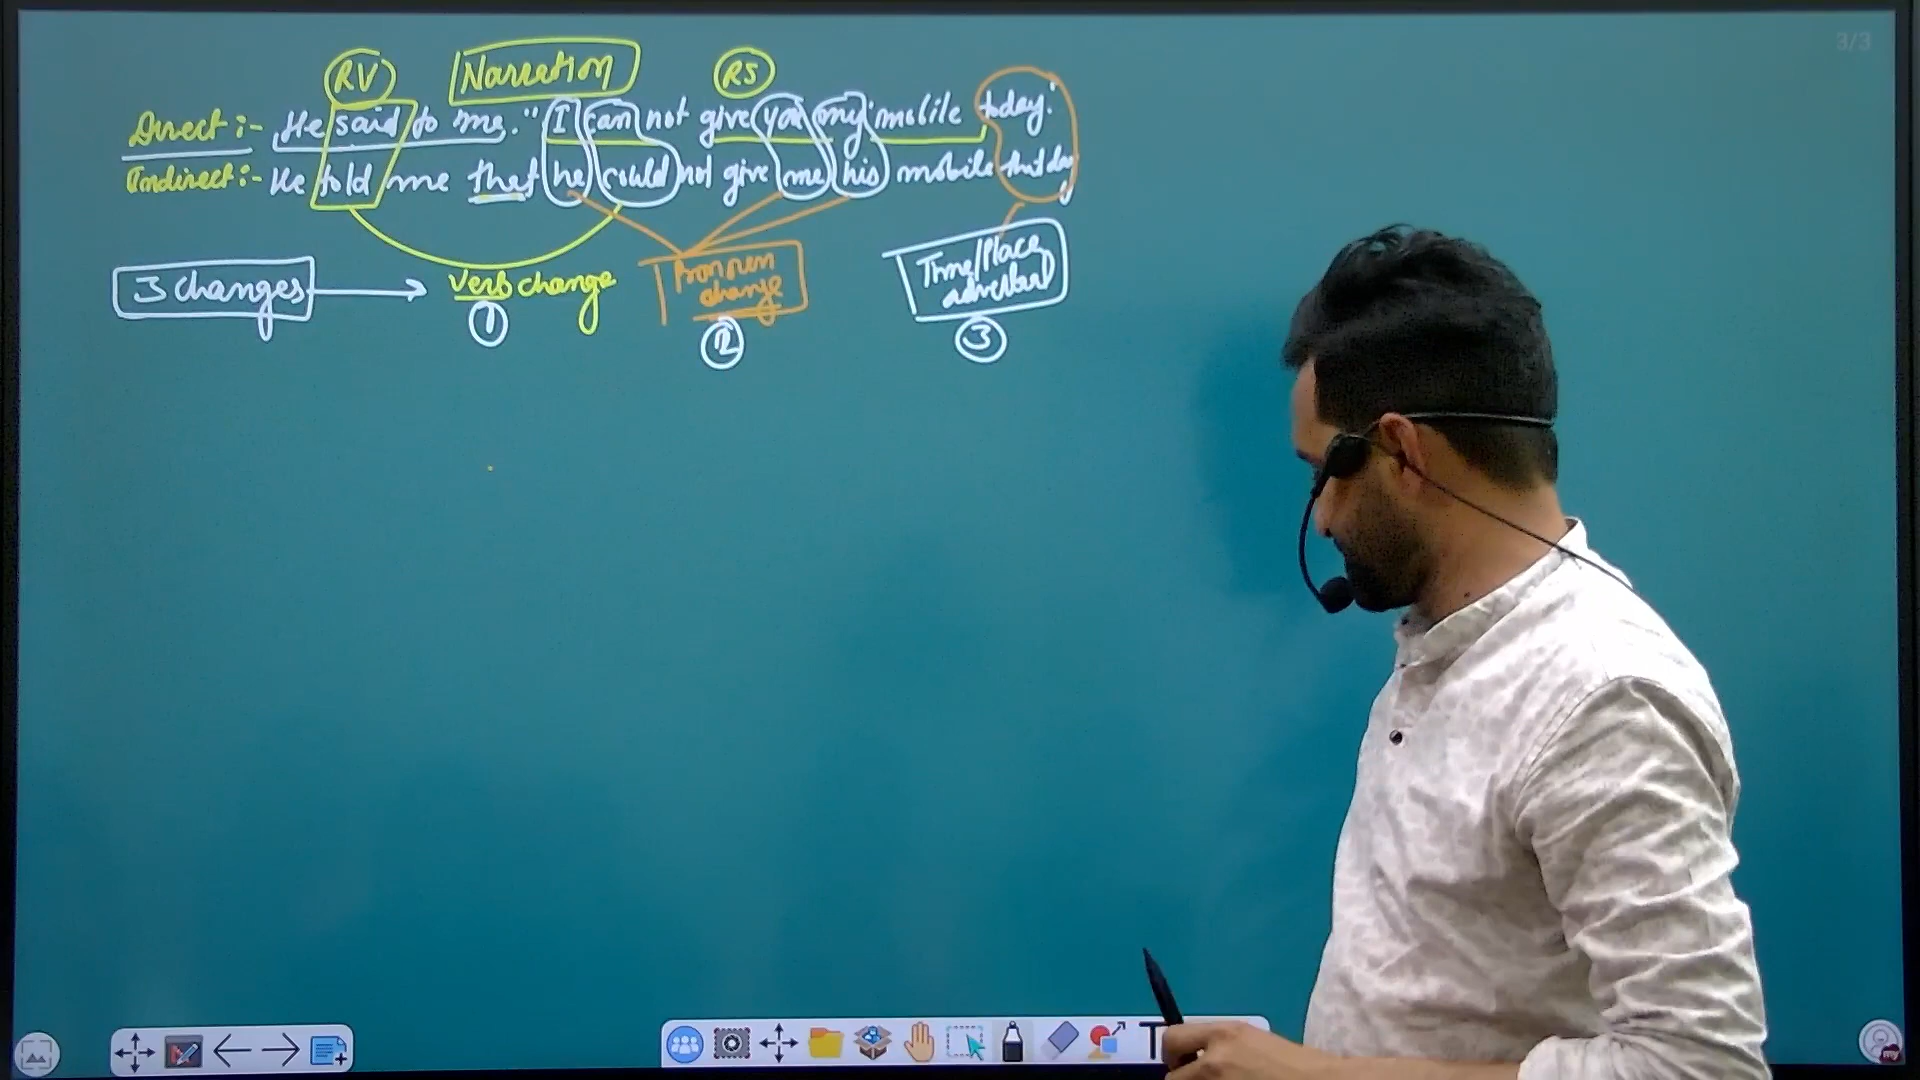 3/3
RV Narration RS
Direct :- He said to me. "I can not give you my mobile today."
Indirect :- He told me that he could not give me his mobile that day
3 changes → verb change Pronoun change Time/Place adverbial
1 2 3
T
my